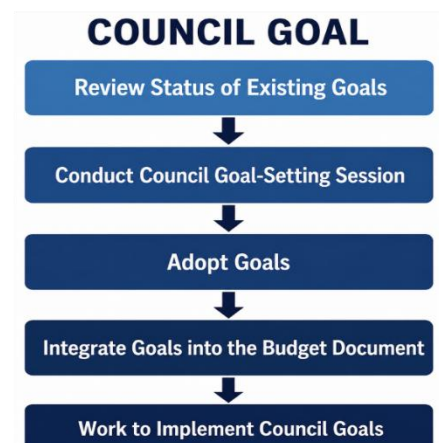 COUNCIL GOAL
Review Status of Existing Goals
Conduct Council Goal-Setting Session
Adopt Goals
Integrate Goals into the Budget Document
Work to Implement Council Goals